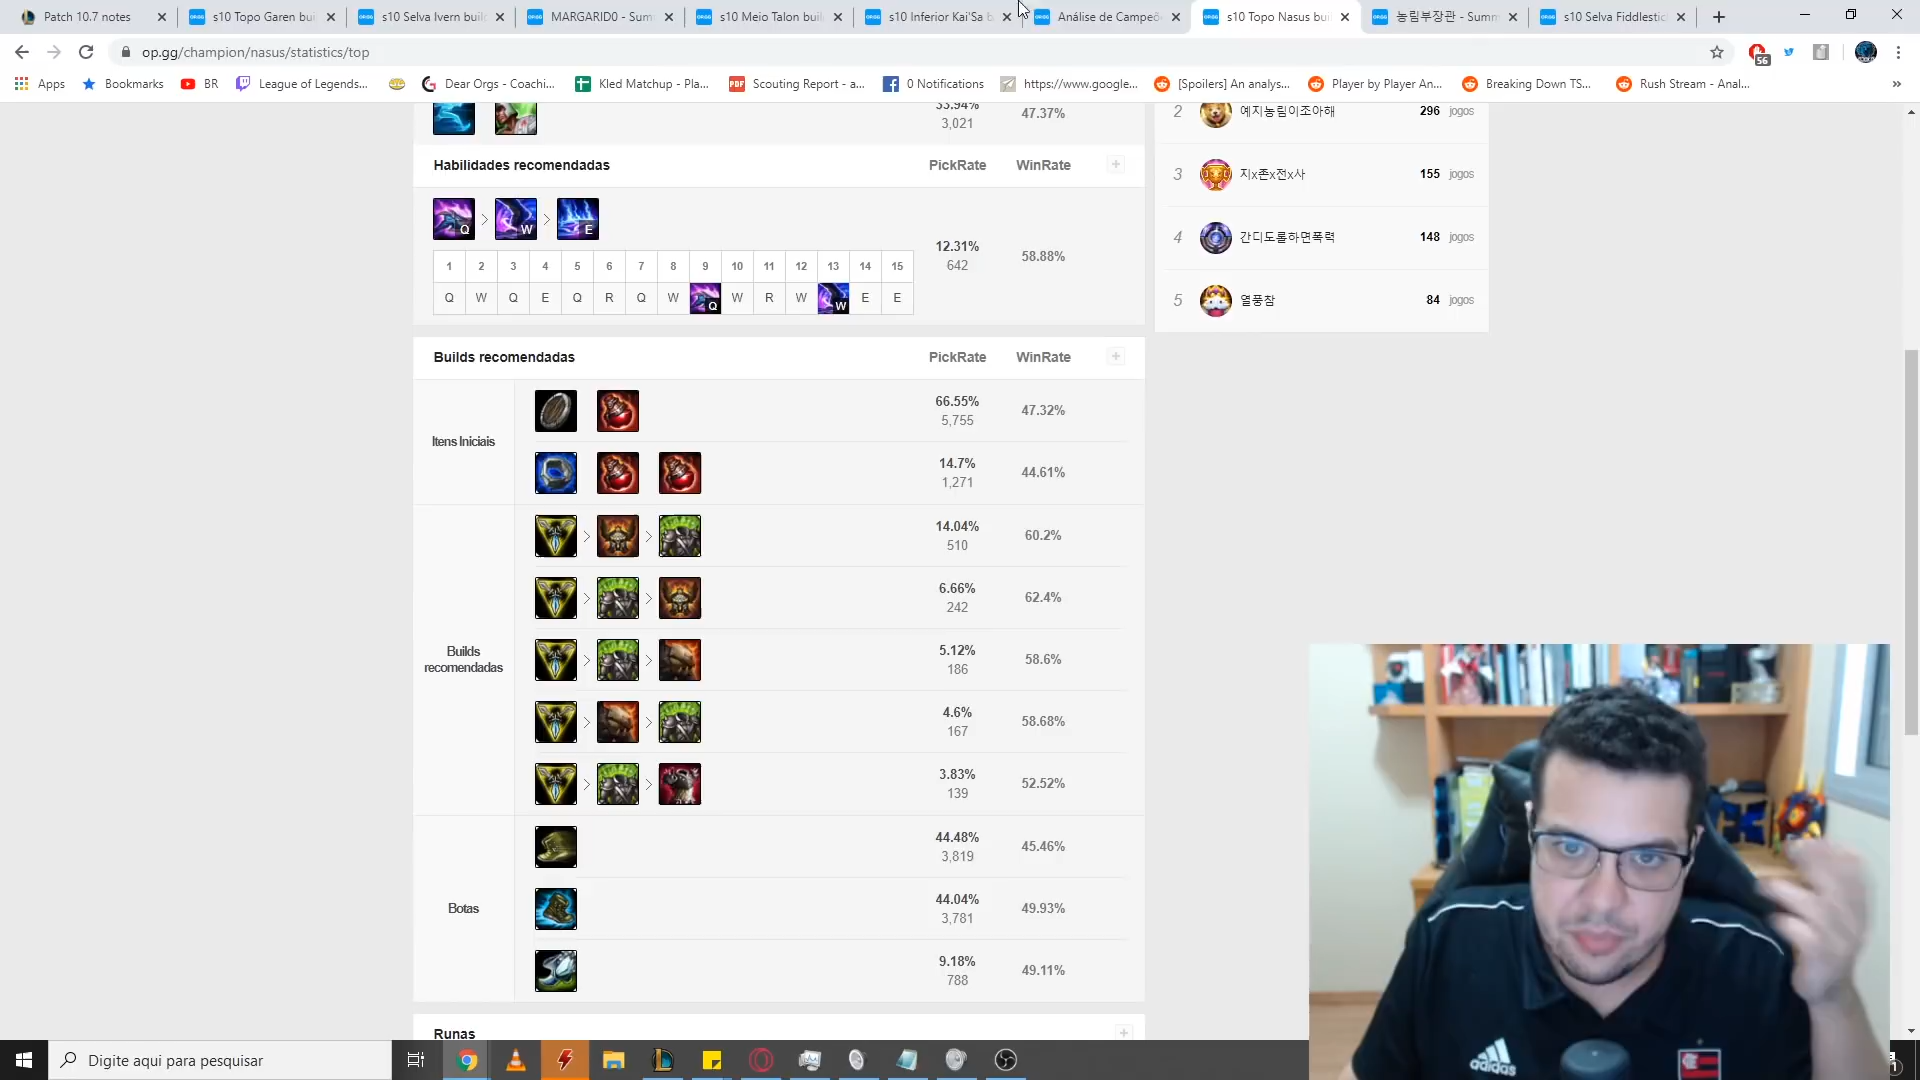 Patch 10.7 notes
s10 Topo Garen bui
s10 Selva Ivern build
MARGARID0 - Sum
s10 Meio Talon buil
s10 Inferior Kai'Sa b
Análise de Campeõ
s10 Topo Nasus bui
농림부장관 - Summ
s10 Selva Fiddlestic
op.gg/champion/nasus/statistics/top
56
Apps
Bookmarks
BR
League of Legends...
Dear Orgs - Coachi...
Kled Matchup - Pla...
PDF
Scouting Report - a...
0 Notifications
https://www.google...
[Spoilers] An analys...
Player by Player An...
Breaking Down TS...
Rush Stream - Anal...
33.94%
3,021
47.37%
Habilidades recomendadas
PickRate
WinRate
Q
W
E
1 2 3 4 5 6 7 8 9 10 11 12 13 14 15
Q W Q E Q R Q W Q W R W W E E
12.31%
642
58.88%
Builds recomendadas
PickRate
WinRate
Itens Iniciais
66.55%
5,755
47.32%
14.7%
1,271
44.61%
Builds
recomendadas
14.04%
510
60.2%
6.66%
242
62.4%
5.12%
186
58.6%
4.6%
167
58.68%
3.83%
139
52.52%
Botas
44.48%
3,819
45.46%
44.04%
3,781
49.93%
9.18%
788
49.11%
Runas
2 예지농림이조아해 296 jogos
3 지x존x전x사 155 jogos
4 간디도롤하면폭력 148 jogos
5 열풍참 84 jogos
adidas
Digite aqui para pesquisar